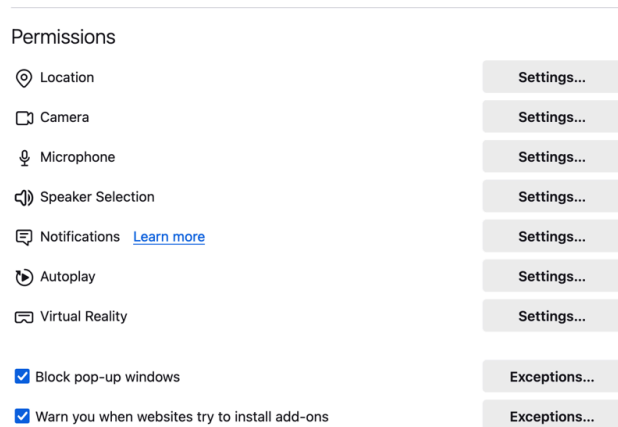 Permissions
Location Settings...
Camera Settings...
Microphone Settings...
Speaker Selection Settings...
Notifications Learn more Settings...
Autoplay Settings...
Virtual Reality Settings...
Block pop-up windows Exceptions...
Warn you when websites try to install add-ons Exceptions...